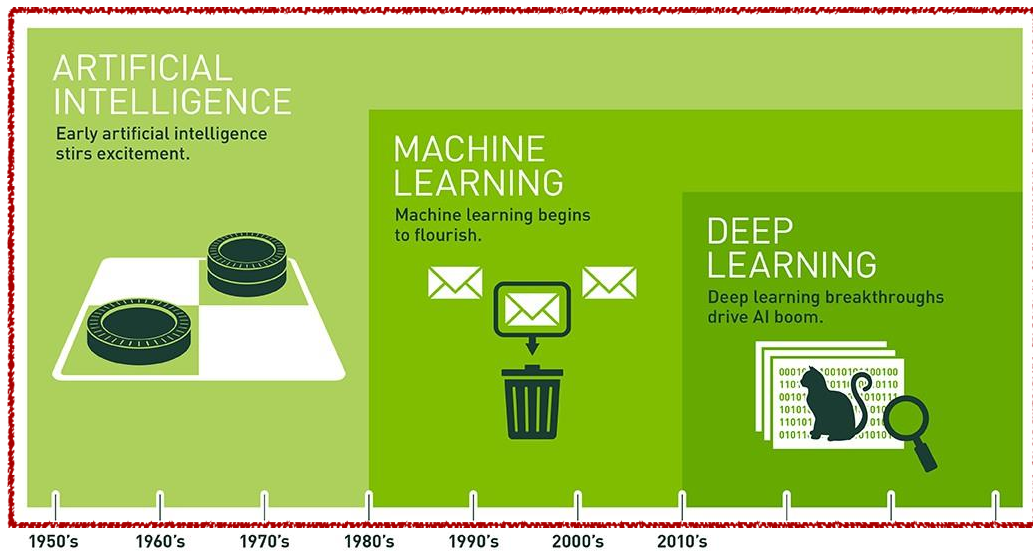 ARTIFICIAL
INTELLIGENCE
Early artificial intelligence
stirs excitement.
MACHINE
LEARNING
Machine learning begins
to flourish.
DEEP
LEARNING
Deep learning breakthroughs
drive AI boom.
1950's 1960's 1970's 1980's 1990's 2000's 2010's